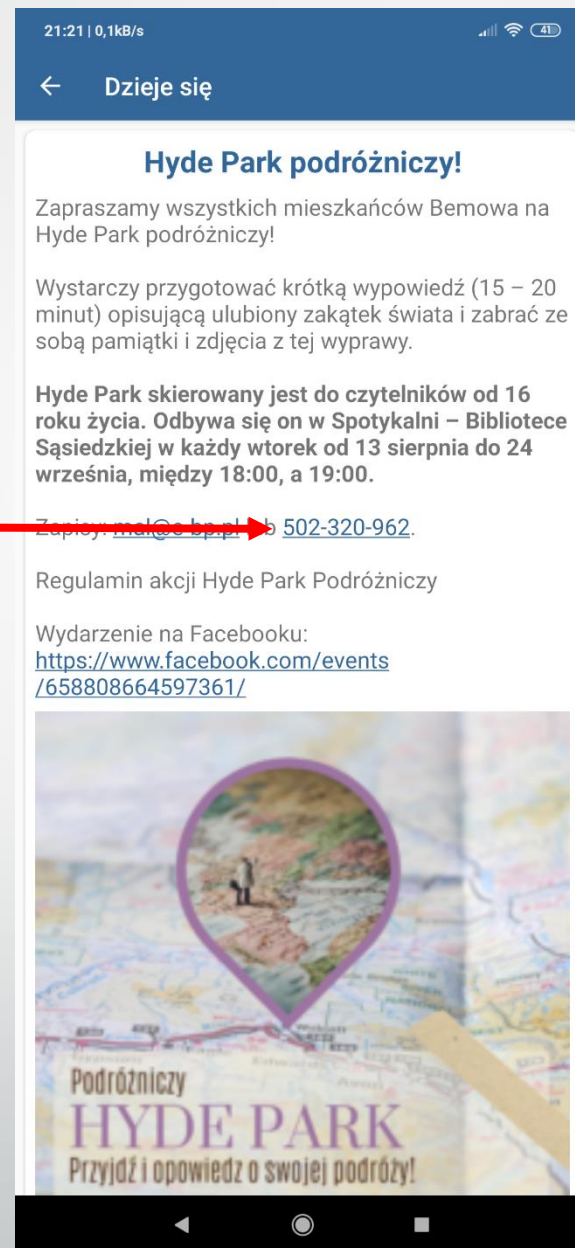 21:21 | 0,1kB/s
41
Dzieje się
Hyde Park podróżniczy!
Zapraszamy wszystkich mieszkańców Bemowa na
Hyde Park podróżniczy!
Wystarczy przygotować krótką wypowiedź (15 – 20
minut) opisującą ulubiony zakątek świata i zabrać ze
sobą pamiątki i zdjęcia z tej wyprawy.
Hyde Park skierowany jest do czytelników od 16
roku życia. Odbywa się on w Spotykalni – Bibliotece
Sąsiedzkiej w każdy wtorek od 13 sierpnia do 24
września, między 18:00, a 19:00.
Zapisy: 502-320-962.
Regulamin akcji Hyde Park Podróżniczy
Wydarzenie na Facebooku:
https://www.facebook.com/events
/658808664597361/
Podróżniczy
HYDE PARK
Przyjdź i opowiedz o swojej podróży!